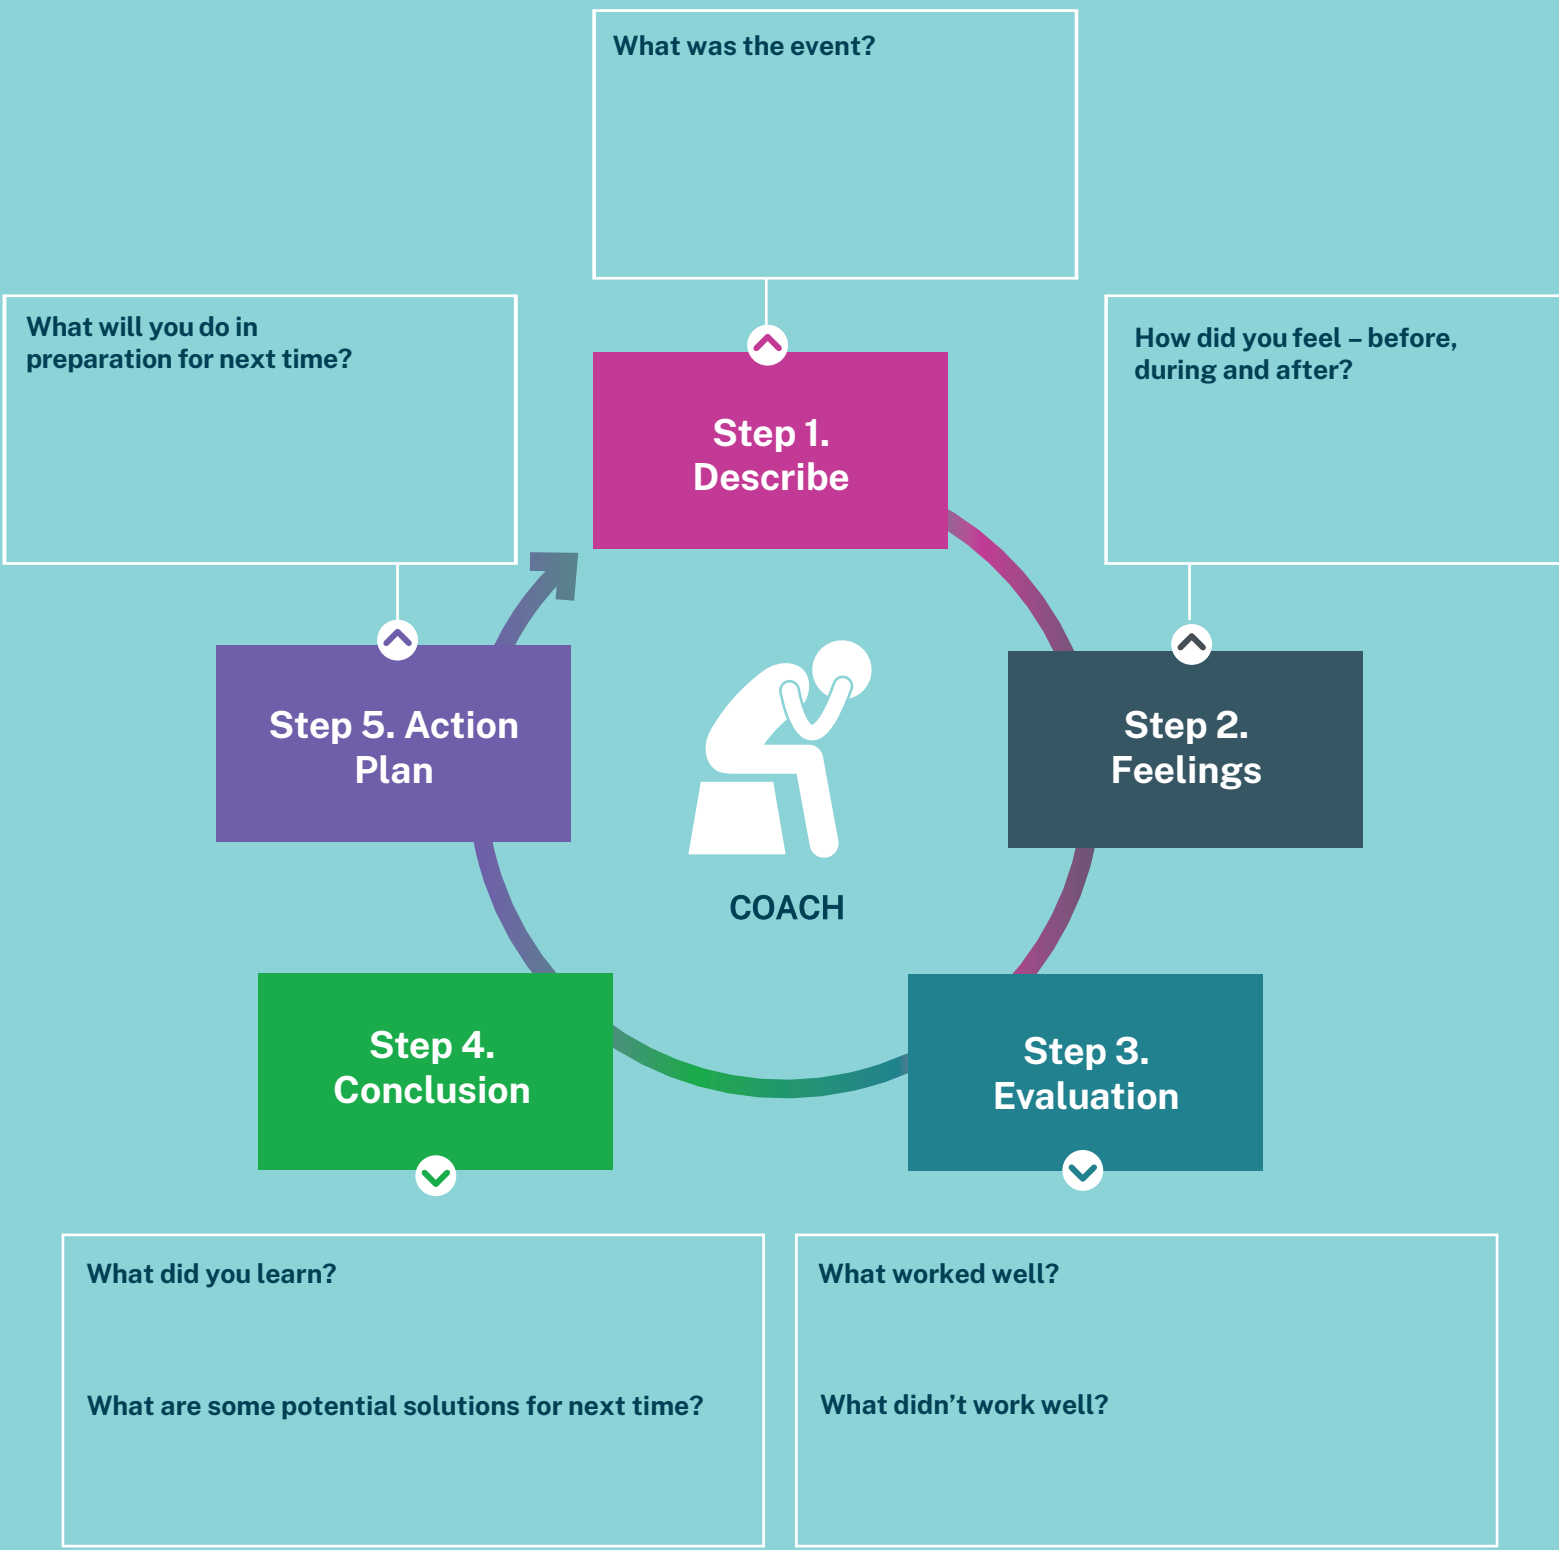 What was the event?
Step 1.
Describe
How did you feel – before,
during and after?
Step 2.
Feelings
Step 3.
Evaluation
What worked well?
What didn’t work well?
Step 4.
Conclusion
What did you learn?
What are some potential solutions for next time?
What will you do in
preparation for next time?
Step 5. Action
Plan
COACH